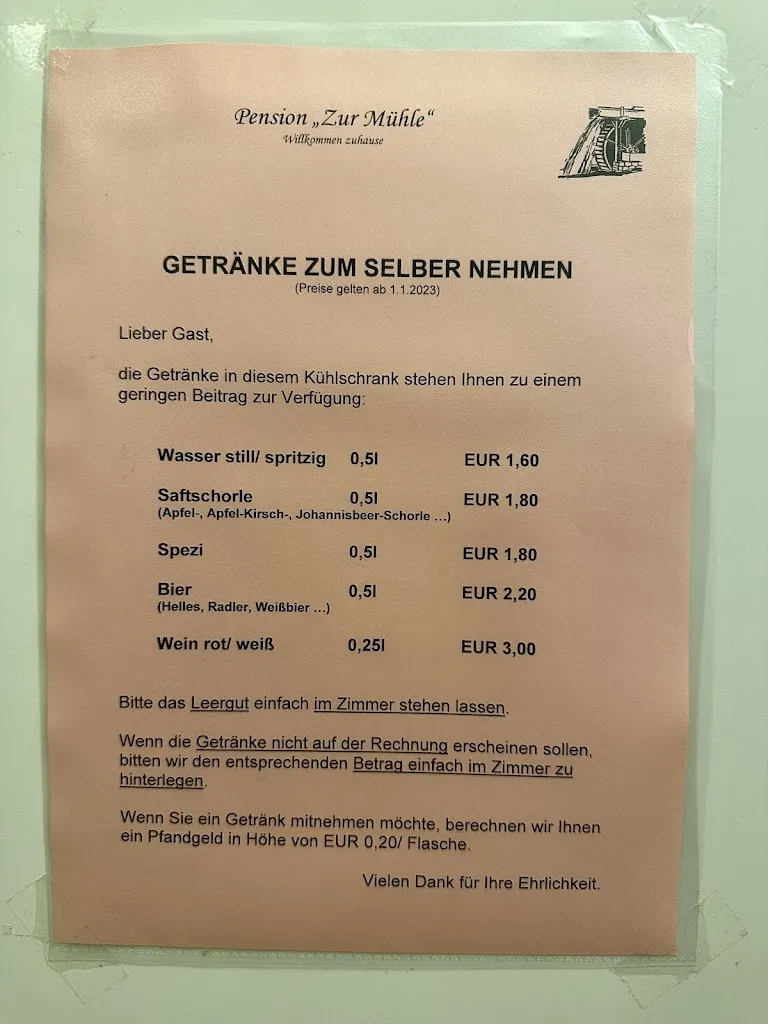 Pension „Zur Mühle“
Willkommen zuhause
GETRÄNKE ZUM SELBER NEHMEN
(Preise gelten ab 1.1.2023)
Lieber Gast,
die Getränke in diesem Kühlschrank stehen Ihnen zu einem
geringen Beitrag zur Verfügung:
Wasser still/ spritzig 0,5l EUR 1,60
Saftschorle 0,5l EUR 1,80
(Apfel-, Apfel-Kirsch-, Johannisbeer-Schorle ...)
Spezi 0,5l EUR 1,80
Bier 0,5l EUR 2,20
(Helles, Radler, Weißbier ...)
Wein rot/ weiß 0,25l EUR 3,00
Bitte das Leergut einfach im Zimmer stehen lassen.
Wenn die Getränke nicht auf der Rechnung erscheinen sollen,
bitten wir den entsprechenden Betrag einfach im Zimmer zu
hinterlegen.
Wenn Sie ein Getränk mitnehmen möchte, berechnen wir Ihnen
ein Pfandgeld in Höhe von EUR 0,20/ Flasche.
Vielen Dank für Ihre Ehrlichkeit.